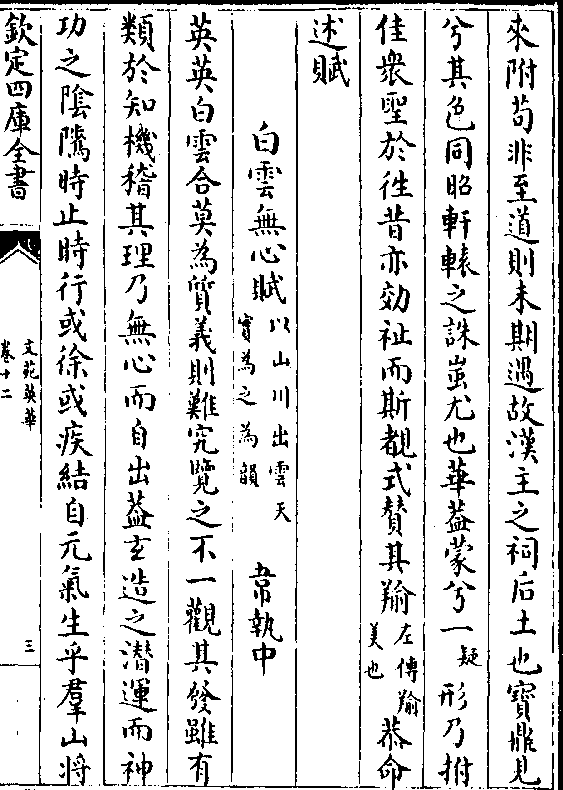 來附苟非至道則未期遇故漢主之祠后土也寶鼎見
兮其色同昭軒轅之誅蚩尤也華葢蒙兮一疑形乃拊
佳衆聖於徃昔亦効祉而斯覩式賛其揄左傳揄美也恭命
述賦
白雲無心賦以山川出雲天實為之為韻 韋執中
英英白雲合莫為質義則難究覽之不一觀其發雖有
類於知機稽其理乃無心而自出葢玄造之潛運而神
功之隂隲時止時行或徐或疾結自元氣生乎羣山將
欽定四庫全書
文苑英華
卷十二
三